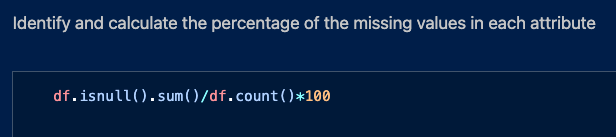 Identify and calculate the percentage of the missing values in each attribute
df.isnull().sum()/df.count()*100